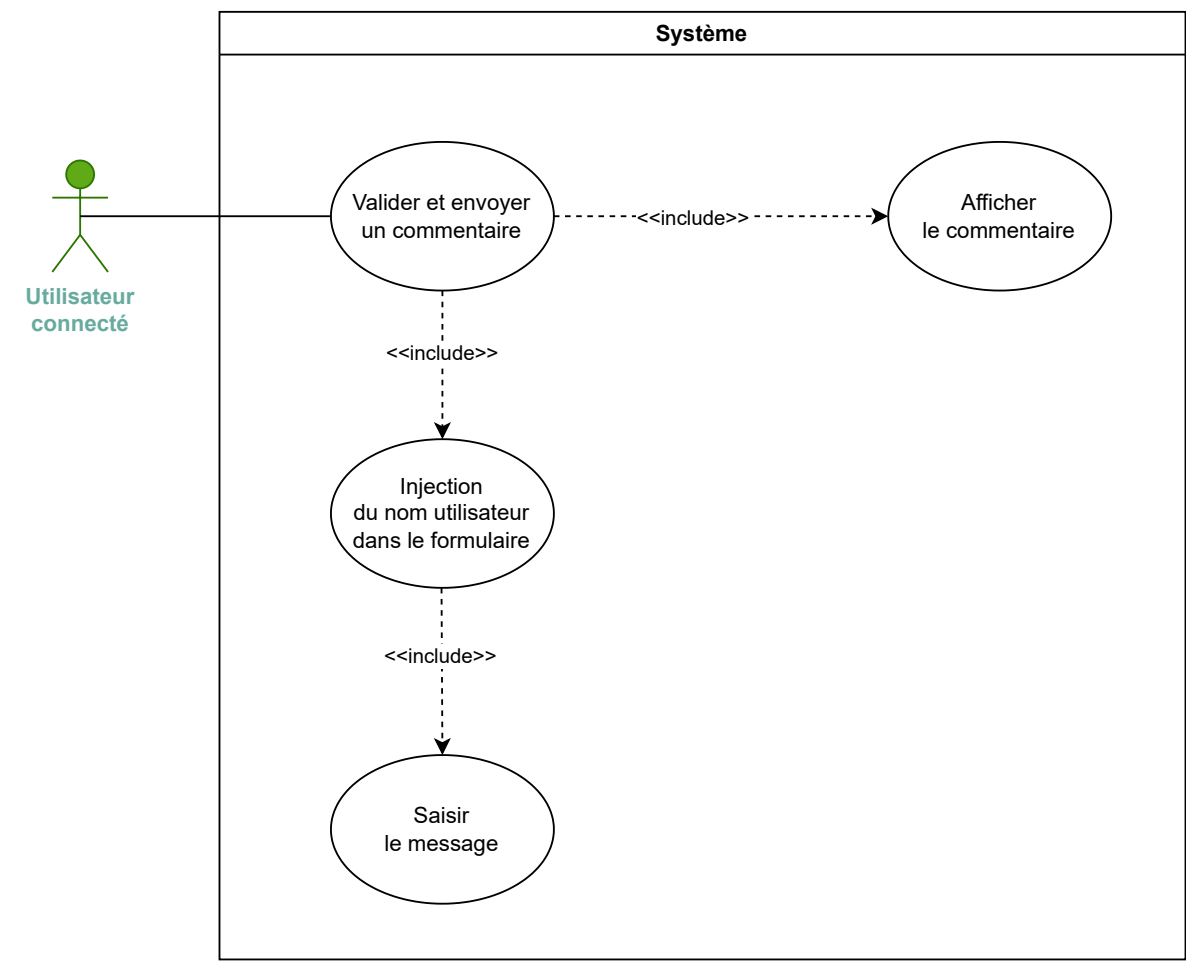 Système
Valider et envoyer
un commentaire
<<include>>
Afficher
le commentaire
Utilisateur
connecté
<<include>>
Injection
du nom utilisateur
dans le formulaire
<<include>>
Saisir
le message